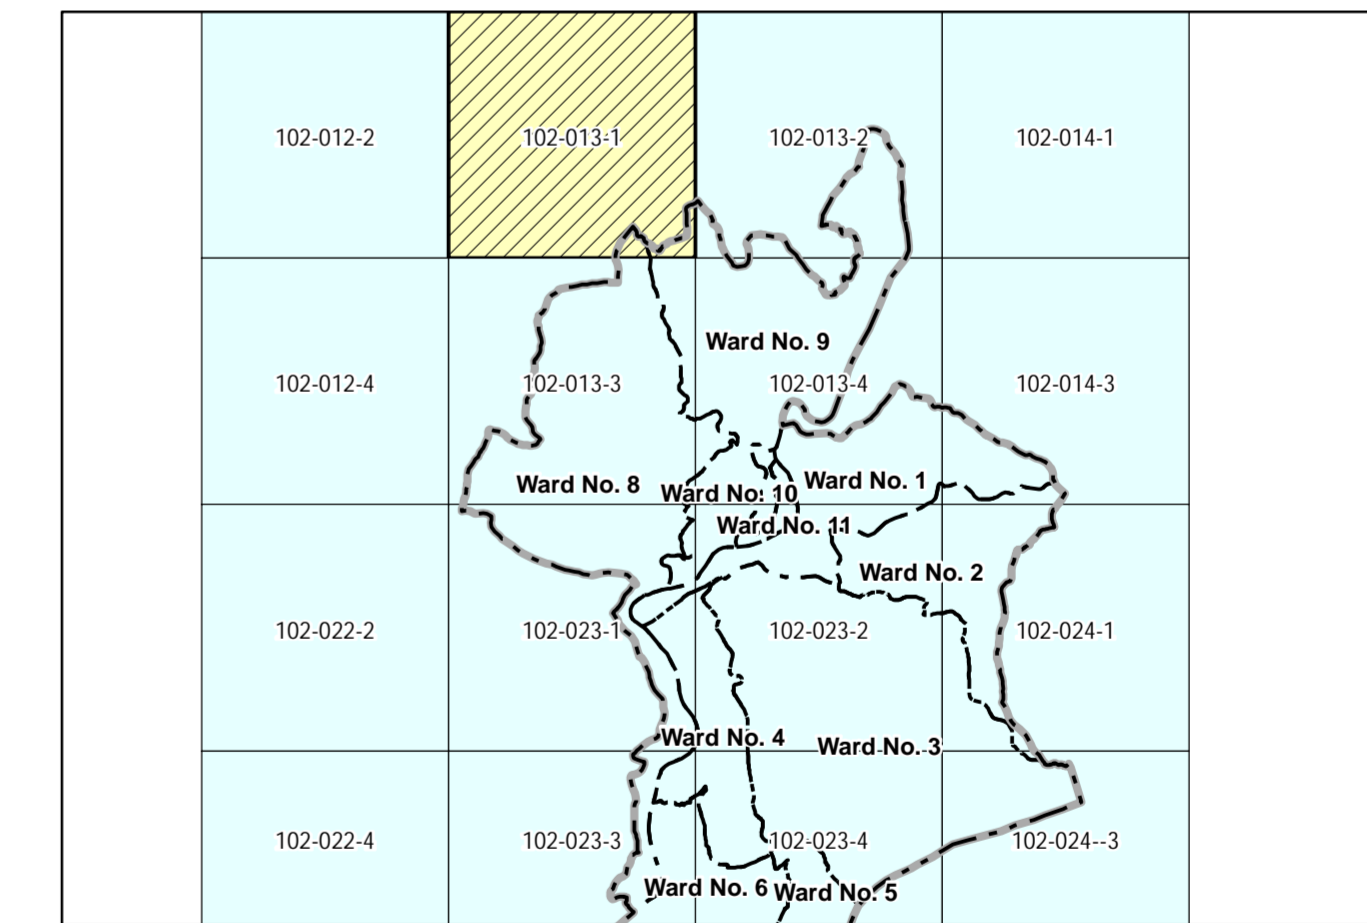 102-012-2
102-013-1
102-013-2
102-014-1
Ward No. 9
102-012-4
102-013-3
102-013-4
102-014-3
Ward No. 8
Ward No. 10
Ward No. 1
Ward No. 11
Ward No. 2
102-022-2
102-023-1
102-023-2
102-024-1
Ward No. 4
Ward No. 3
102-022-4
102-023-3
102-023-4
102-024--3
Ward No. 6
Ward No. 5